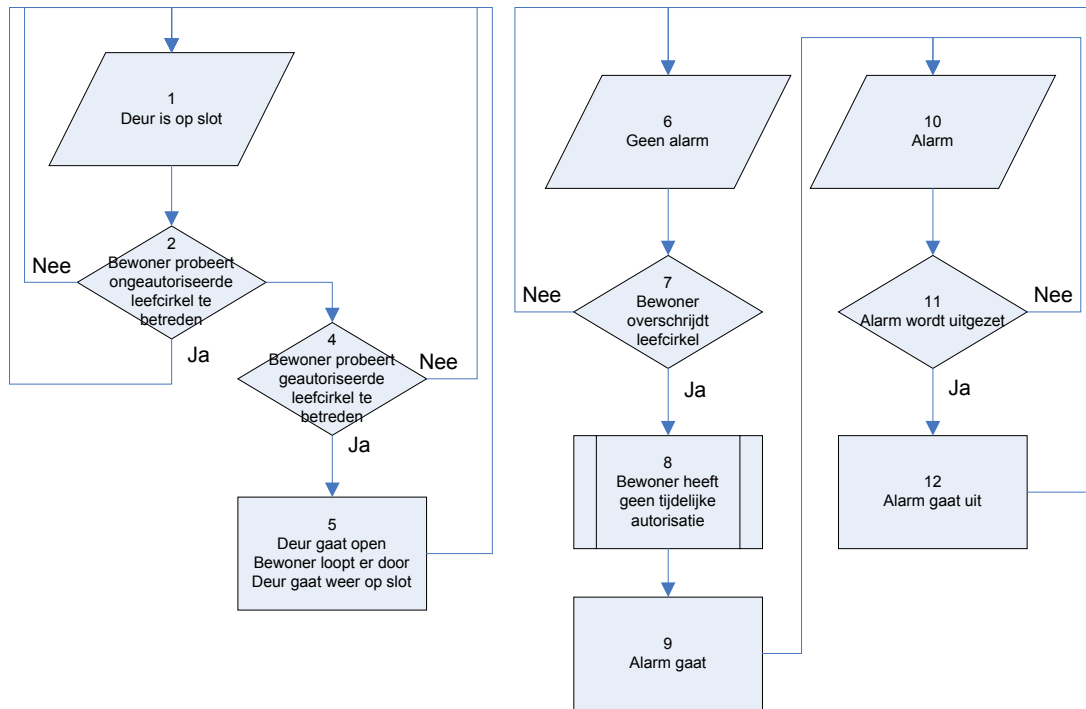 1
Deur is op slot
2
Bewoner probeert
ongeautoriseerde
leefcirkel te
betreden
Nee
Ja
4
Bewoner probeert
geautoriseerde
leefcirkel te
betreden
Nee
Ja
5
Deur gaat open
Bewoner loopt er door
Deur gaat weer op slot
6
Geen alarm
7
Bewoner
overschrijdt
leefcirkel
Nee
Ja
8
Bewoner heeft
geen tijdelijke
autorisatie
9
Alarm gaat
10
Alarm
11
Alarm wordt uitgezet
Nee
Ja
12
Alarm gaat uit